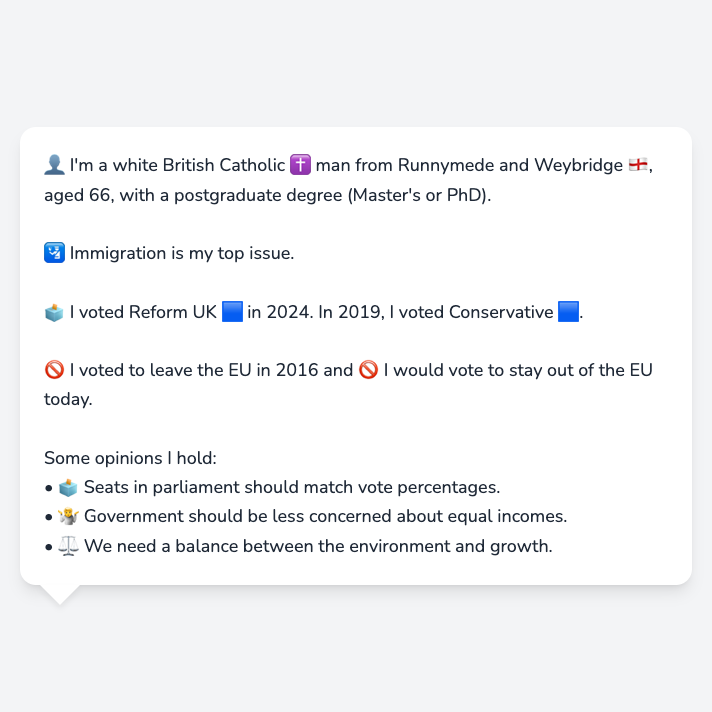 👤 I'm a white British Catholic ✝️ man from Runnymede and Weybridge 🏴󠁧󠁢󠁥󠁮󠁧󠁿,
aged 66, with a postgraduate degree (Master's or PhD).
🛂 Immigration is my top issue.
🗳️ I voted Reform UK 🟦 in 2024. In 2019, I voted Conservative 🟦.
🚫 I voted to leave the EU in 2016 and 🚫 I would vote to stay out of the EU
today.
Some opinions I hold:
• 🗳️ Seats in parliament should match vote percentages.
• 🤷 Government should be less concerned about equal incomes.
• ⚖️ We need a balance between the environment and growth.